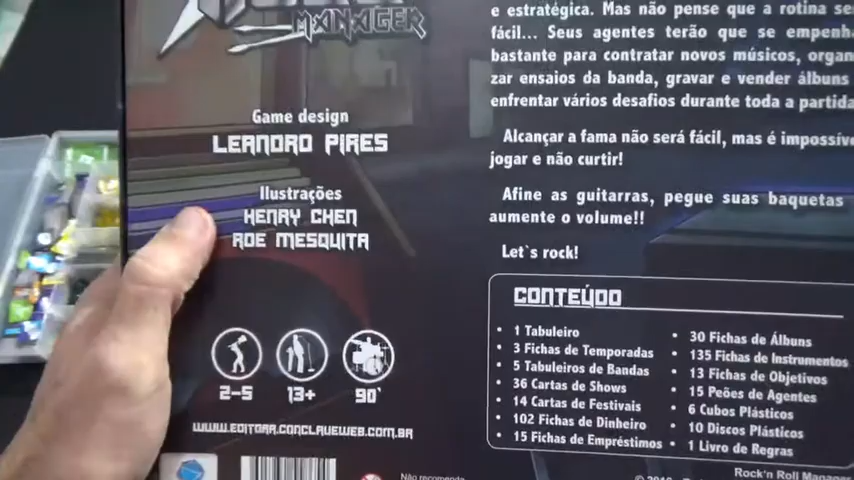 MANAGER
Game design
LEANDRO PIRES
Ilustrações
HENRY CHEN
ROE MESQUITA
2-5
13+
90'
WWW.EDITORA.CONCLAVEWEB.COM.BR
e estratégica. Mas não pense que a rotina
fácil... Seus agentes terão que se
bastante para contratar novos músicos,
zar ensaios da banda, gravar e vender álbuns
enfrentar vários desafios durante toda a partida
Alcançar a fama não será fácil, mas é
jogar e não curtir!
Afine as guitarras, pegue suas baquetas
aumente o volume!!
Let`s rock!
CONTEÚDO
• 1 Tabuleiro
• 3 Fichas de Temporadas
• 5 Tabuleiros de Bandas
• 36 Cartas de Shows
• 14 Cartas de Festivais
• 102 Fichas de Dinheiro
• 15 Fichas de Empréstimo
• 30 Fichas de Álbuns
• 135 Fichas de Instrumentos
• 13 Fichas de Objetivos
• 15 Peões de Agentes
• 6 Cubos Plásticos
• 10 Discos Plásticos
• 1 Livro de Regras
Não recomenda
Rock'n Roll Manager